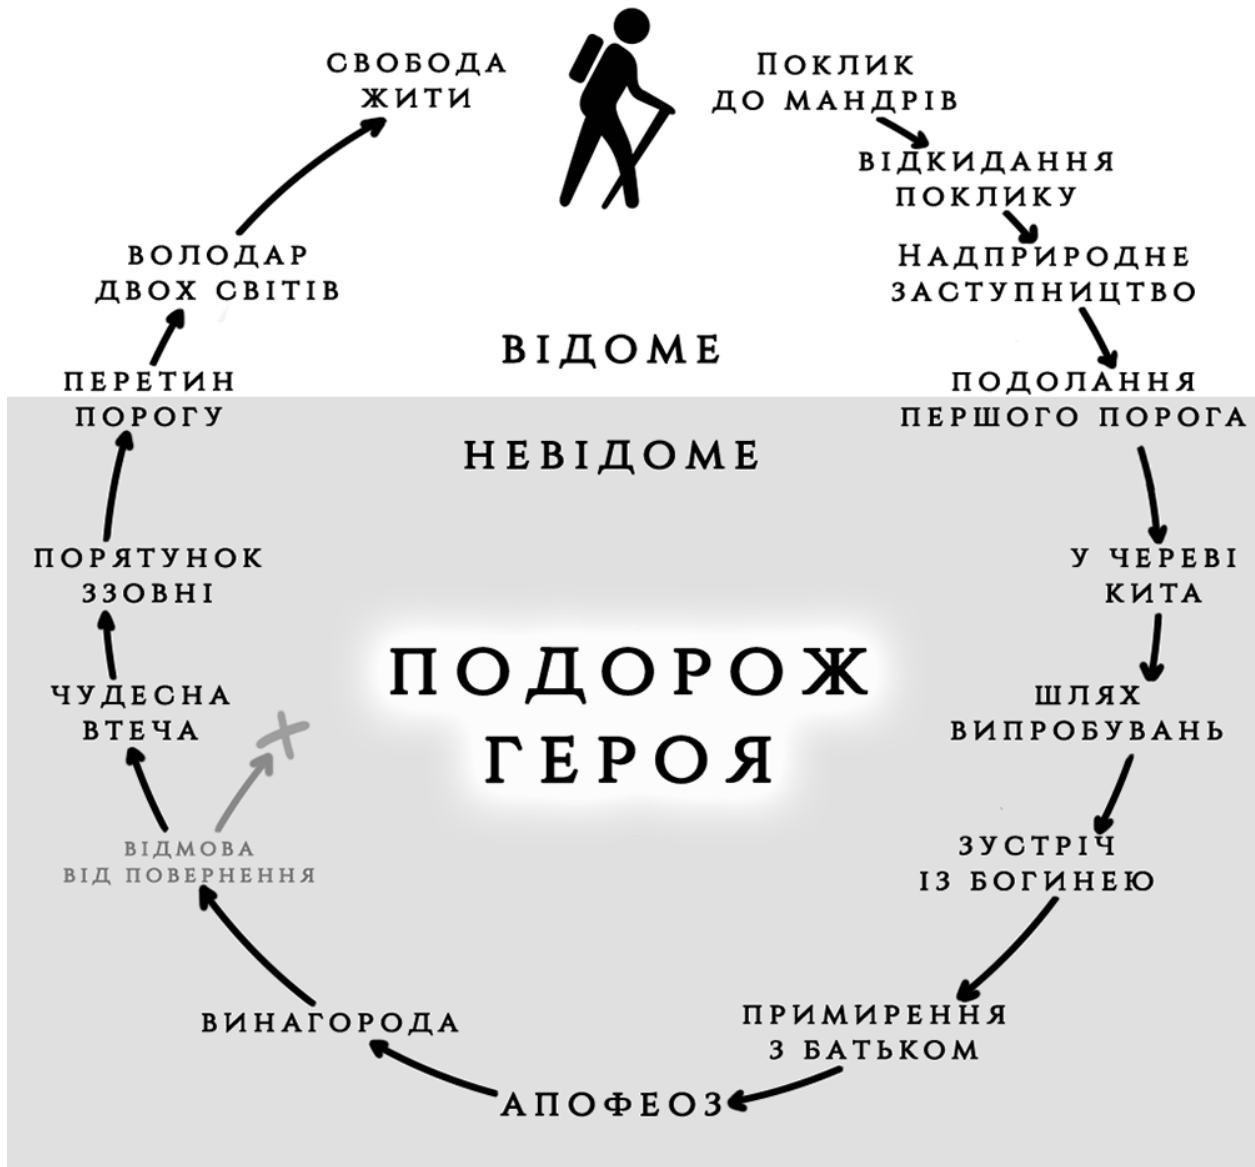 СВОБОДА
ЖИТИ
ПОКЛИК
ДО МАНДРІВ
ВІДКИДАННЯ
ПОКЛИКУ
НАДПРИРОДНЕ
ЗАСТУПНИЦТВО
ПОДОЛАННЯ
ПЕРШОГО ПОРОГА
У ЧЕРЕВІ
КИТА
ШЛЯХ
ВИПРОБУВАНЬ
ЗУСТРІЧ
ІЗ БОГИНЕЮ
ПРИМИРЕННЯ
З БАТЬКОМ
АПОФЕОЗ
ВИНАГОРОДА
ВІДМОВА
ВІД ПОВЕРНЕННЯ
ЧУДЕСНА
ВТЕЧА
ПОРЯТУНОК
ЗЗОВНІ
ПЕРЕТИН
ПОРОГУ
ВОЛОДАР
ДВОХ СВІТІВ
ВІДОМЕ
НЕВІДОМЕ
ПОДОРОЖ
ГЕРОЯ